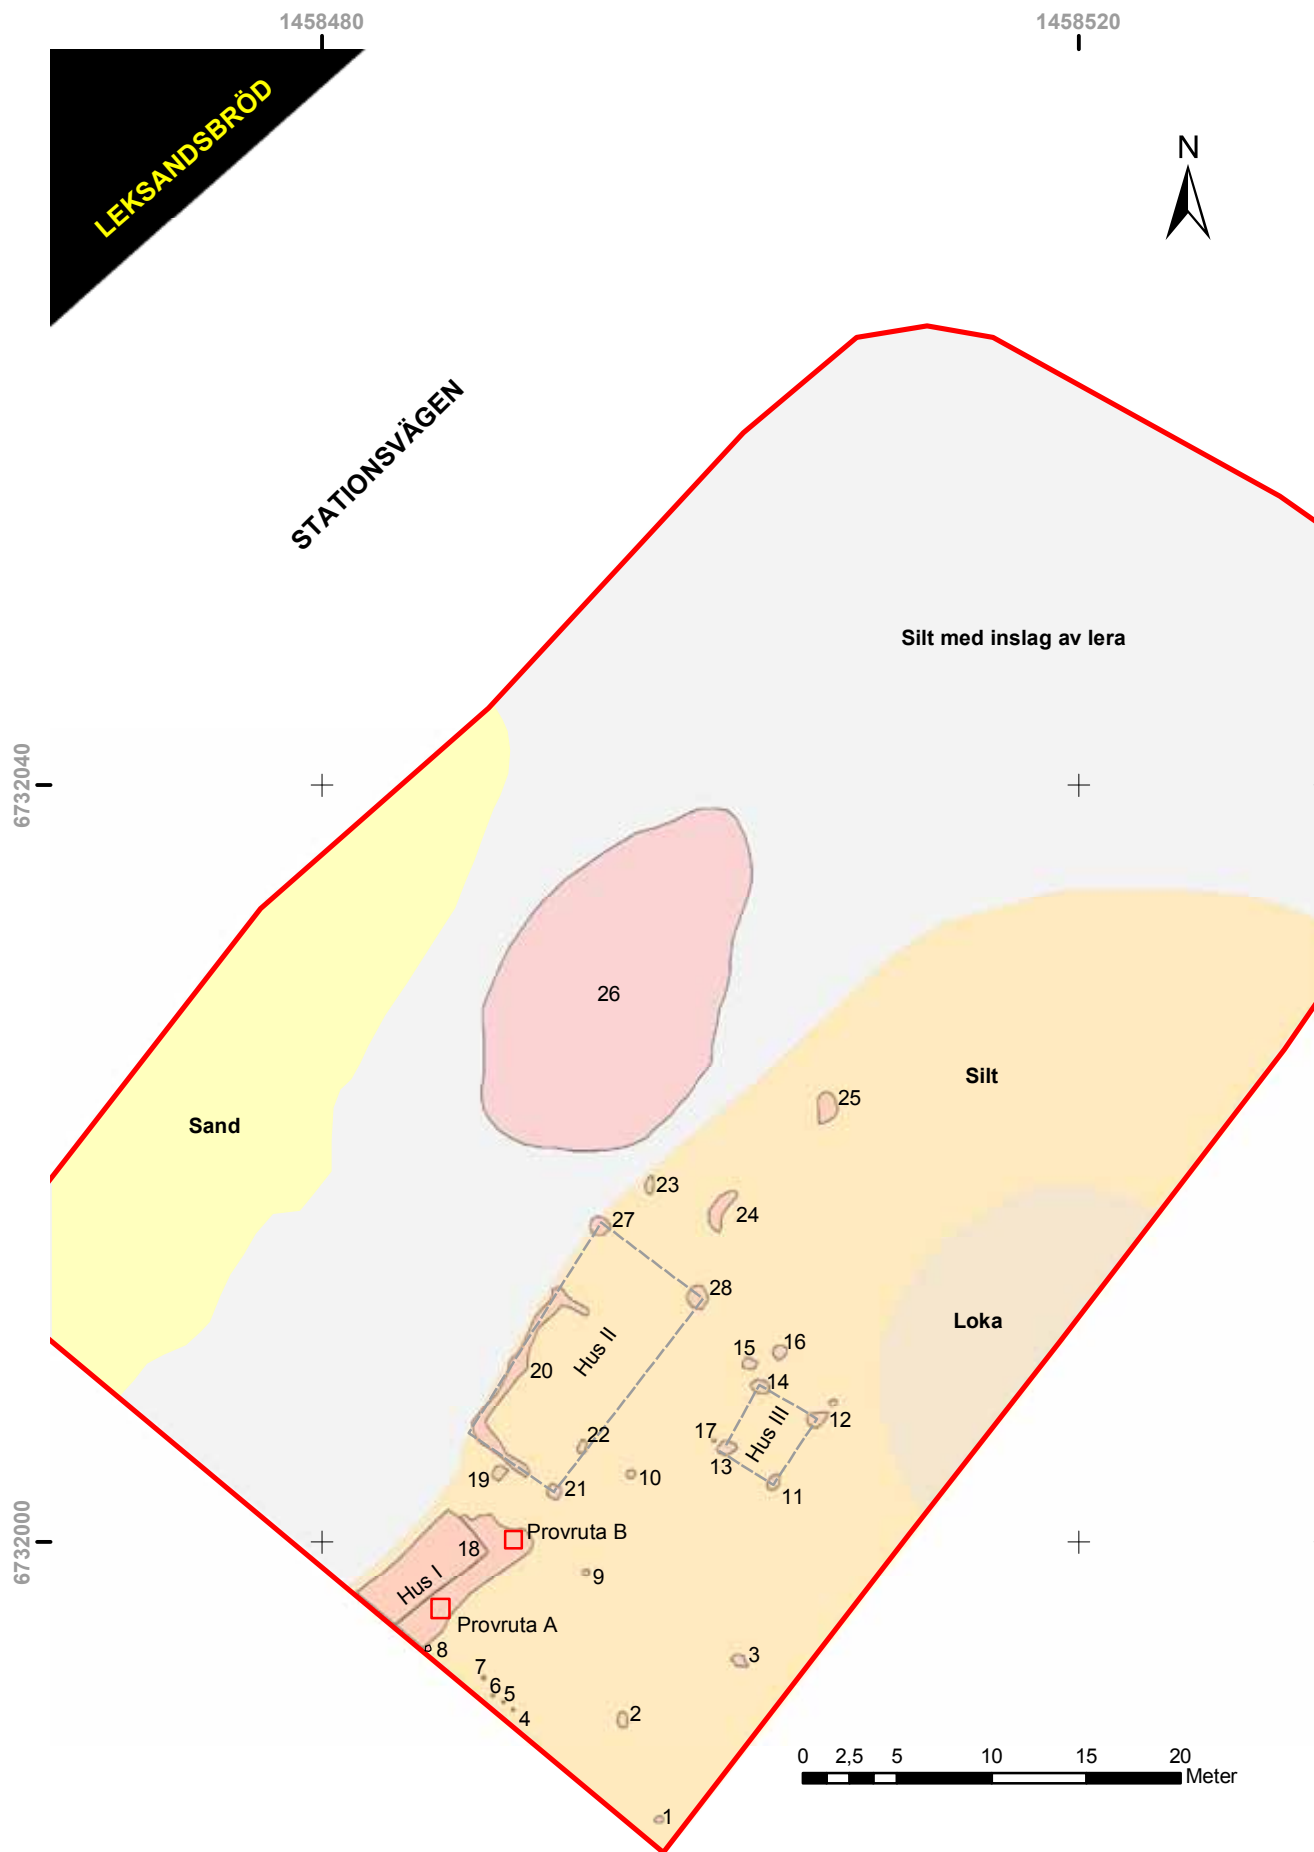 1458480
1458520
LEKSANDSBRÖD
N
STATIONSVÄGEN
Silt med inslag av lera
6732040
26
Silt
25
Sand
23
24
27
28
Loka
Hus II
16
15
20
14
Hus III
12
17
22
13
19
10
21
11
6732000
Provruta B
18
9
Hus I
Provruta A
8
3
7
6
5
4
2
0 2,5 5 10 15 20
Meter
1